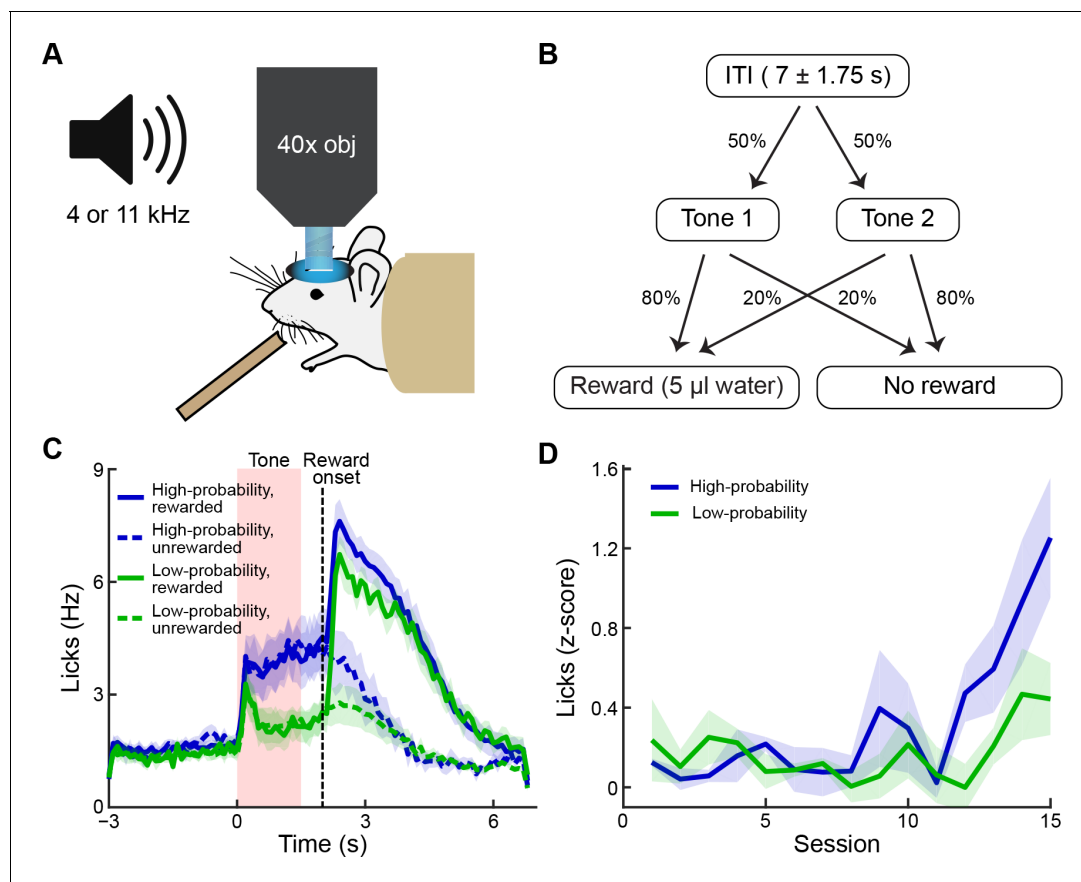 A
40x obj
4 or 11 kHz
B
ITI ( 7 ± 1.75 s)
50%
50%
Tone 1
Tone 2
80%
20%
20%
80%
Reward (5 µl water)
No reward
C
Tone
Reward
onset
High-probability,
rewarded
High-probability,
unrewarded
Low-probability,
rewarded
Low-probability,
unrewarded
Licks (Hz)
9
6
3
0
−3
0
3
6
Time (s)
D
High-probability
Low-probability
Licks (z-score)
1.6
1.2
0.8
0.4
0
0
5
10
15
Session